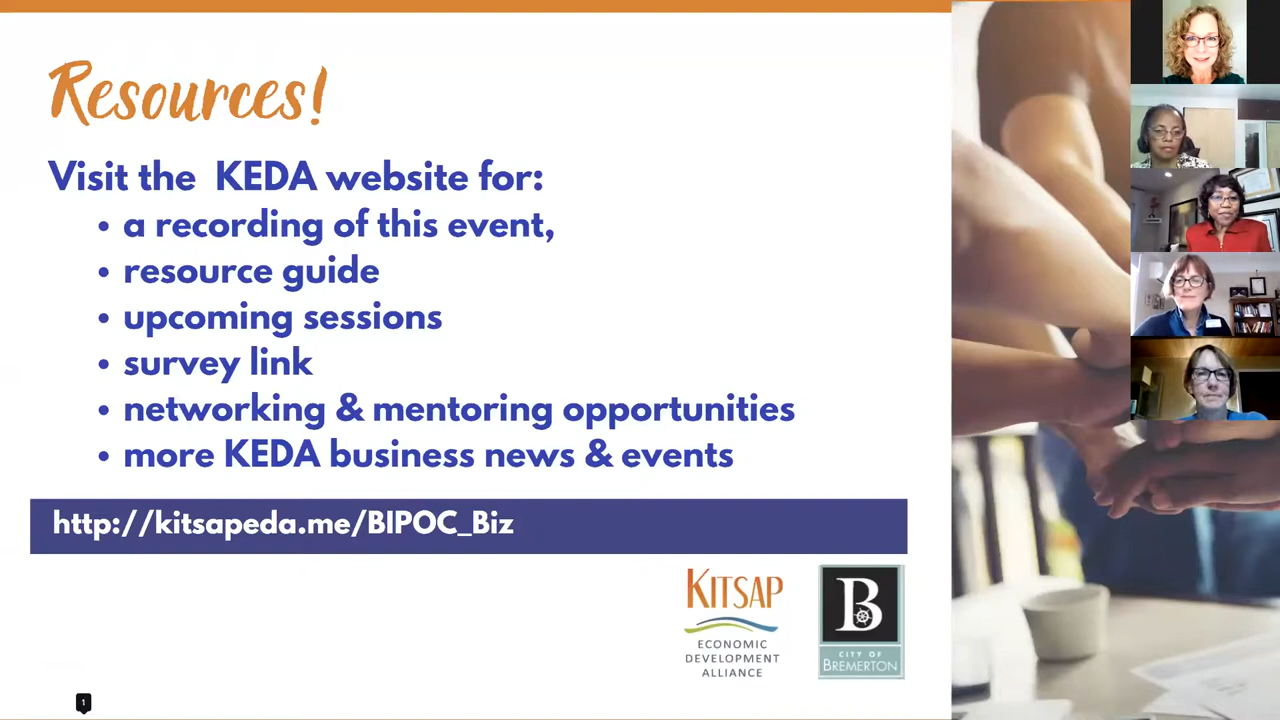 Resources!
Visit the KEDA website for:
• a recording of this event,
• resource guide
• upcoming sessions
• survey link
• networking & mentoring opportunities
• more KEDA business news & events
http://kitsapeda.me/BIPOC_Biz
KITSAP
ECONOMIC
DEVELOPMENT
ALLIANCE
B
CITY OF
BREMERTON
1